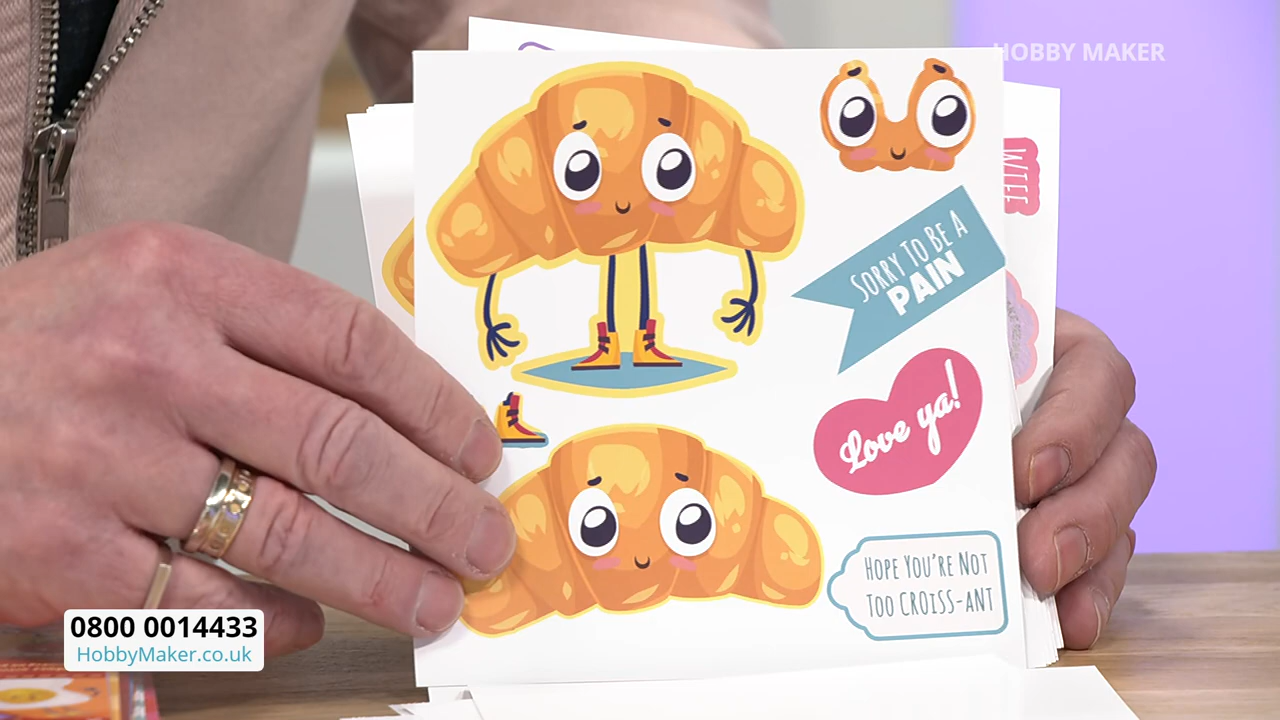 HOBBY MAKER
SORRY TO BE A
PAIN
Love ya!
HOPE YOU'RE NOT
TOO CROISS-ANT
0800 0014433
HobbyMaker.co.uk